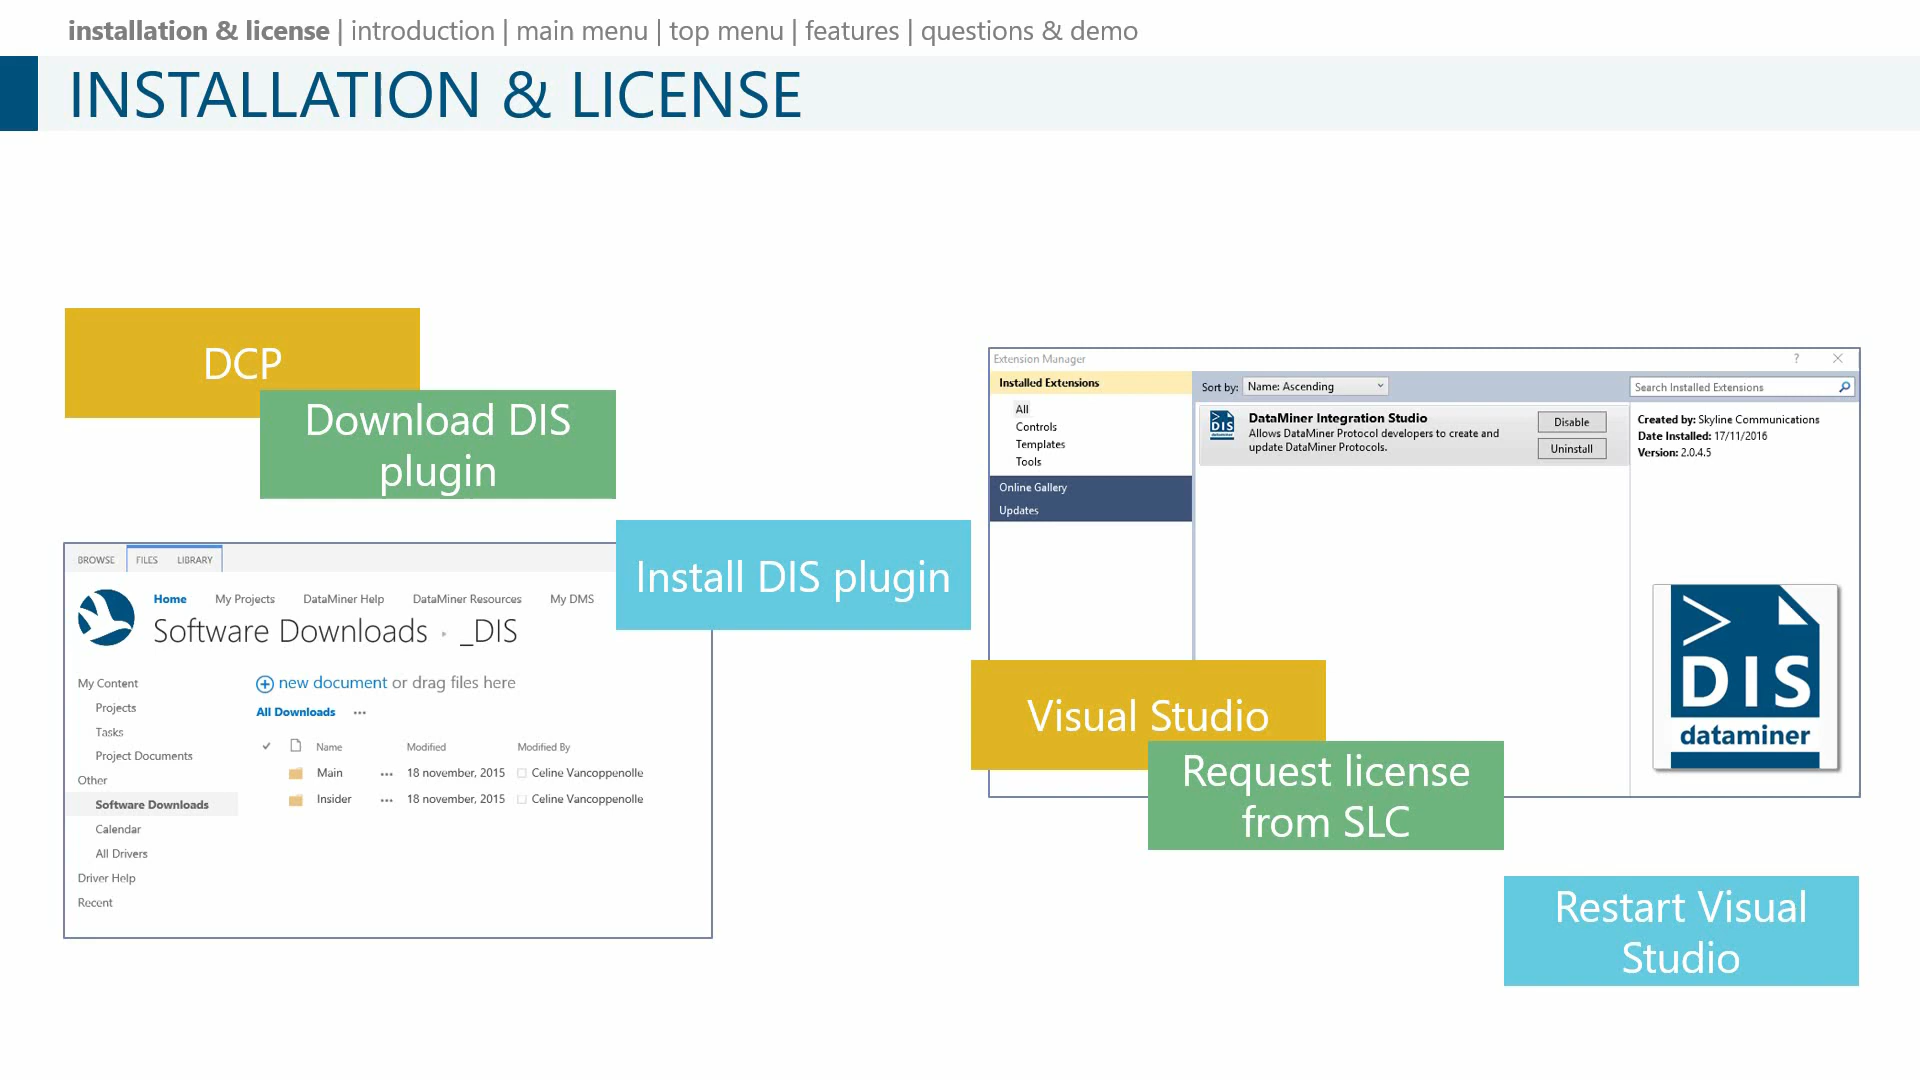 installation & license | introduction | main menu | top menu | features | questions & demo
INSTALLATION & LICENSE
DCP
Download DIS
plugin
Install DIS plugin
BROWSE FILES LIBRARY
Home My Projects DataMiner Help DataMiner Resources My DMS
Software Downloads ▸ _DIS
My Content
Projects
Tasks
Project Documents
Other
Software Downloads
Calendar
All Drivers
Driver Help
Recent
new document or drag files here
All Downloads ...
Name Modified Modified By
Main ... 18 november, 2015 Celine Vancoppenolle
Insider ... 18 november, 2015 Celine Vancoppenolle
Extension Manager ?
Installed Extensions
All
Controls
Templates
Tools
Online Gallery
Updates
Sort by: Name: Ascending
Search Installed Extensions
DIS
DataMiner Integration Studio
Allows DataMiner Protocol developers to create and
update DataMiner Protocols.
Disable
Uninstall
Created by: Skyline Communications
Date Installed: 17/11/2016
Version: 2.0.4.5
>
DIS
dataminer
Visual Studio
Request license
from SLC
Restart Visual
Studio